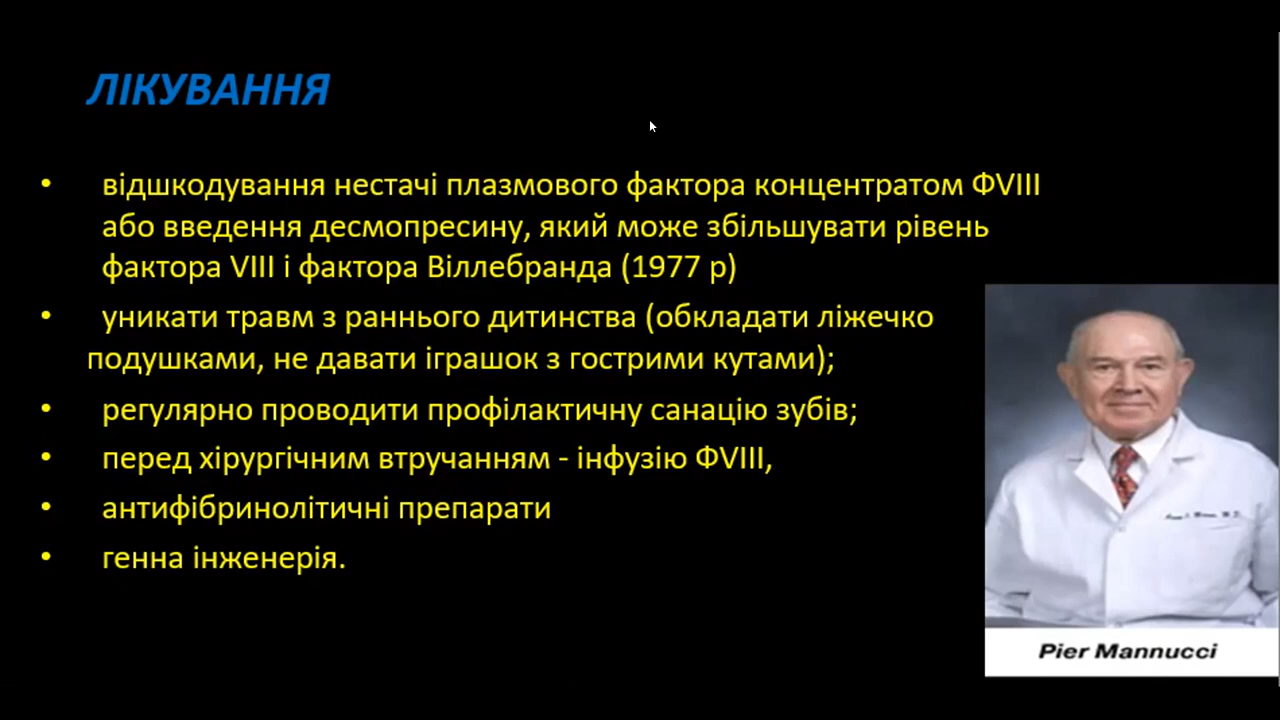 ЛІКУВАННЯ
• відшкодування нестачі плазмового фактора концентратом ФVIII
або введення десмопресину, який може збільшувати рівень
фактора VIII і фактора Віллебранда (1977 р)
• уникати травм з раннього дитинства (обкладати ліжечко
подушками, не давати іграшок з гострими кутами);
• регулярно проводити профілактичну санацію зубів;
• перед хірургічним втручанням - інфузію ФVIII,
• антифібринолітичні препарати
• генна інженерія.
Pier Mannucci